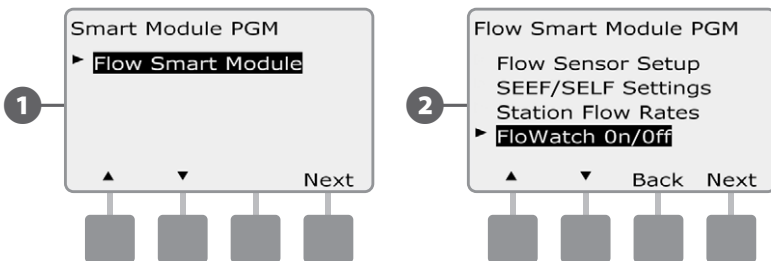 1
Smart Module PGM
► Flow Smart Module
▲ ▼ Next
2
Flow Smart Module PGM
Flow Sensor Setup
SEEF/SELF Settings
Station Flow Rates
► FloWatch On/Off
▲ ▼ Back Next